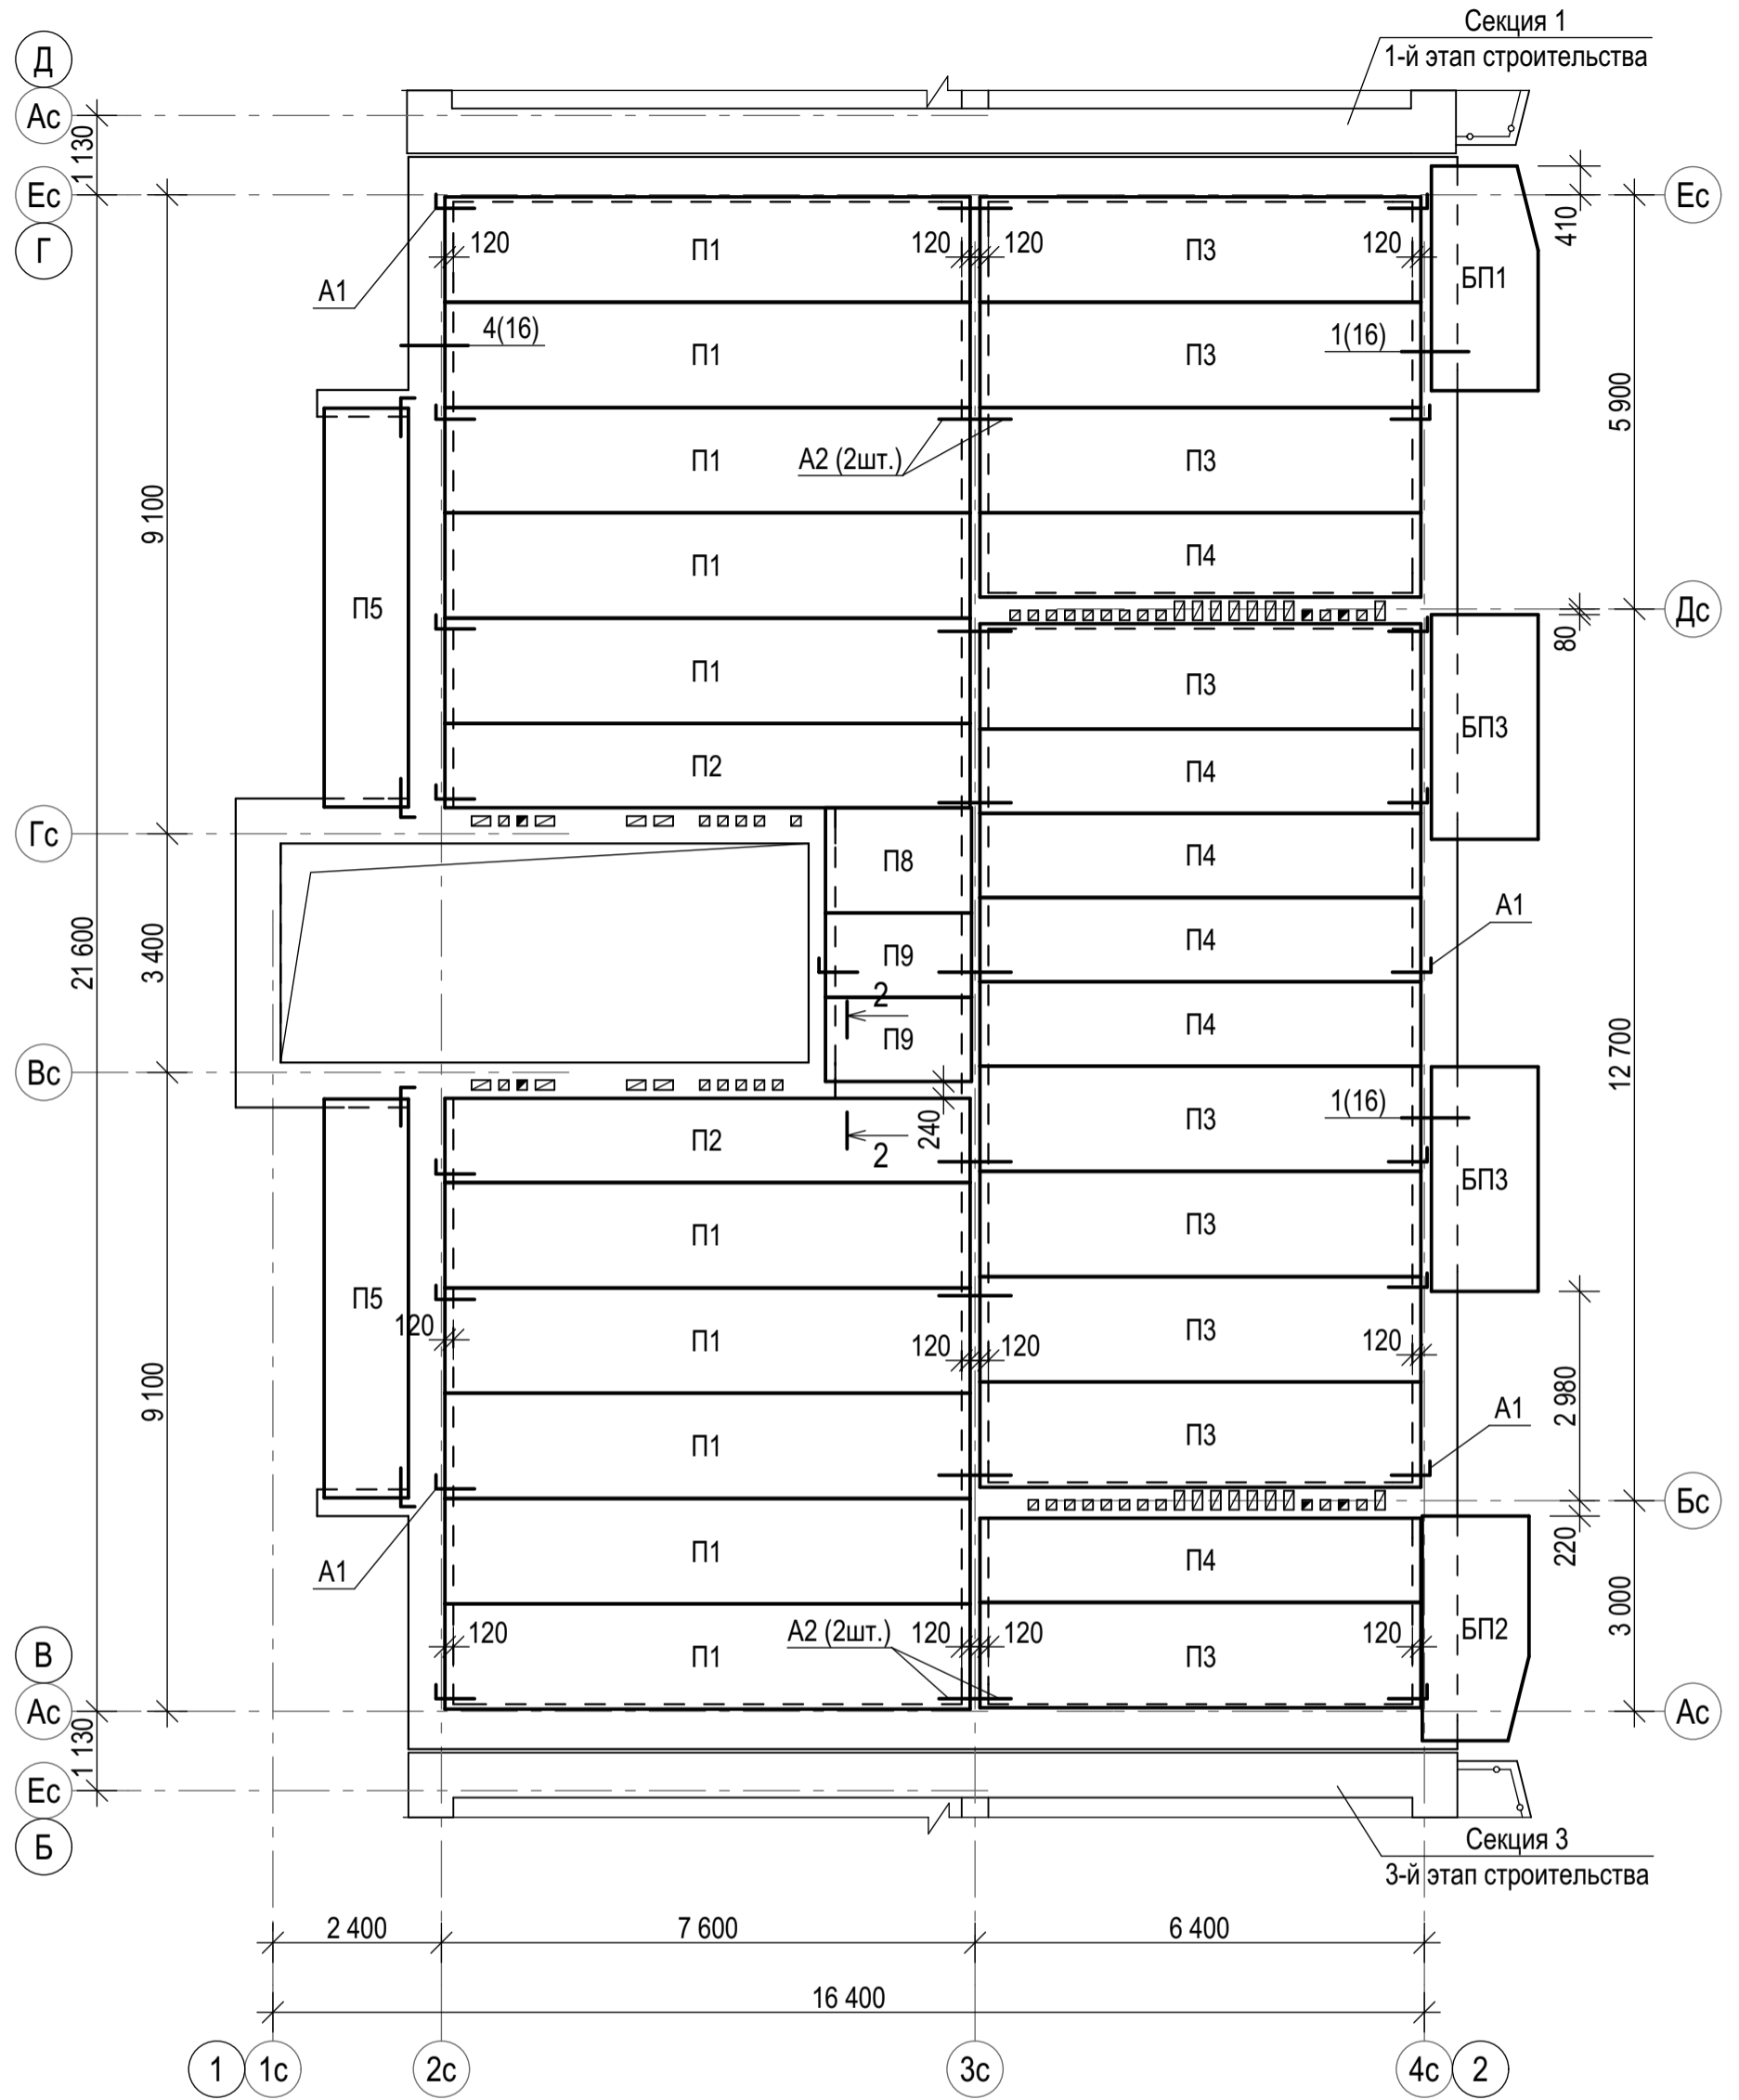 Секция 1
1-й этап строительства
Д
Ас
1 130
Ес
Ес
Г
410
120
П1
120
120
П3
120
БП1
А1
4(16)
П1
П3
1(16)
5 900
П1
А2 (2шт.)
П3
9 100
П1
П4
П5
Дс
80
П1
П3
БП3
П2
П4
Гс
П8
П4
21 600
3 400
П9
П4
А1
2
П9
П4
Вс
12 700
240
П2
2
П3
1(16)
БП3
П1
П3
П5
120
П1
120
120
П3
120
9 100
2 980
П1
П3
А1
Бс
220
А1
П1
П4
3 000
В
120
П1
А2 (2шт.)
120
120
П3
120
БП2
Ас
Ас
1 130
Ес
Б
Секция 3
3-й этап строительства
2 400
7 600
6 400
16 400
1
1с
2с
3с
4с
2